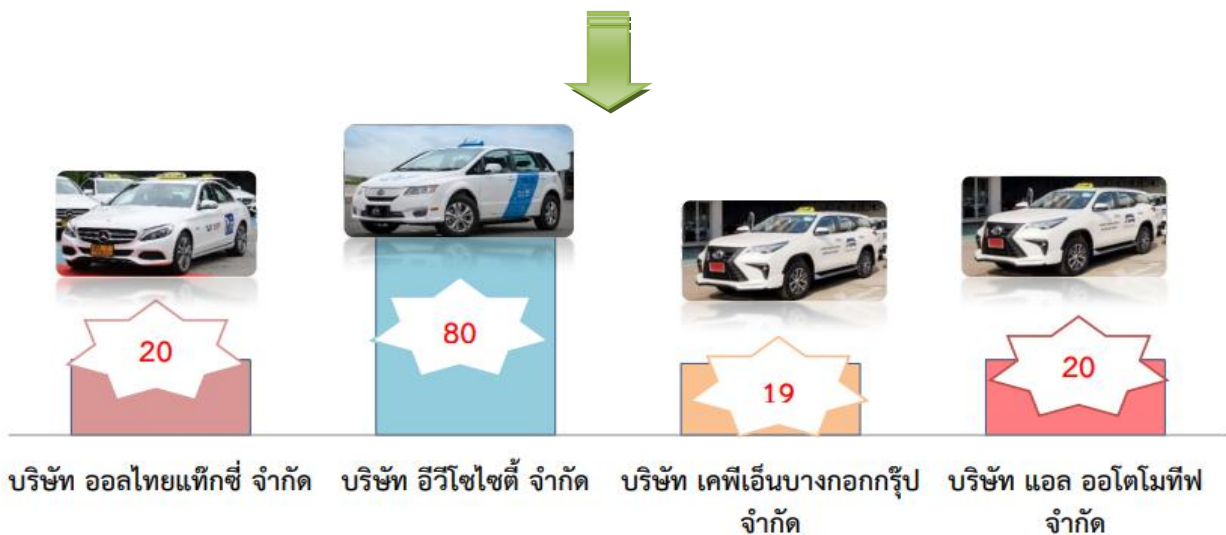 20
80
19
20
บริษัท ออลไทยแท๊กซี่ จำกัด
บริษัท อีวีโซไซตี้ จำกัด
บริษัท เคพีเอ็นบางกอกกรุ๊ป
จำกัด
บริษัท แอล ออโตโมทีฟ
จำกัด